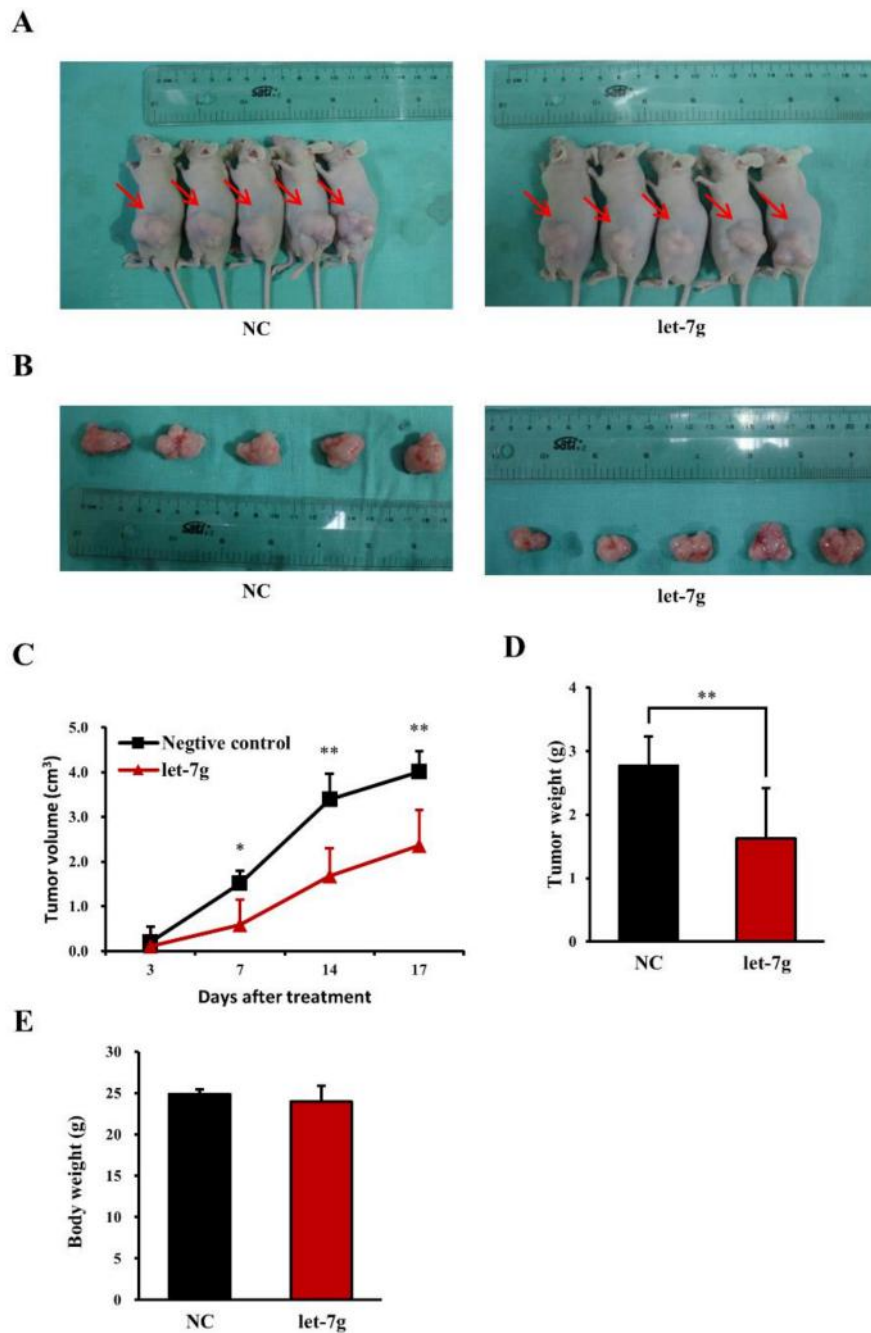 A
NC
let-7g
B
NC
let-7g
C
Tumor volume (cm³)
5.0
4.0
3.0
2.0
1.0
0.0
Negtive control
let-7g
*
**
**
3 7 14 17
Days after treatment
D
Tumor weight (g)
4
3
2
1
0
**
NC let-7g
E
Body weight (g)
30
25
20
15
10
5
0
NC let-7g